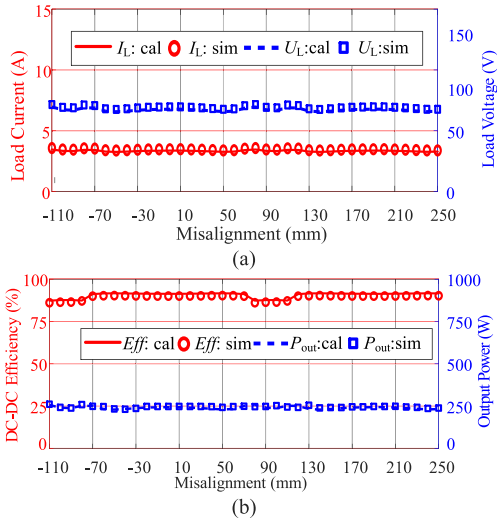 15
10
5
0
Load Current (A)
I_L: cal I_L: sim U_L:cal U_L:sim
150
100
50
0
Load Voltage (V)
-110 -70 -30 10 50 90 130 170 210 250
Misalignment (mm)
(a)
100
75
50
25
0
DC-DC Efficiency (%)
Eff: cal Eff: sim P_out:cal P_out:sim
1000
750
500
250
0
Output Power (W)
-110 -70 -30 10 50 90 130 170 210 250
Misalignment (mm)
(b)